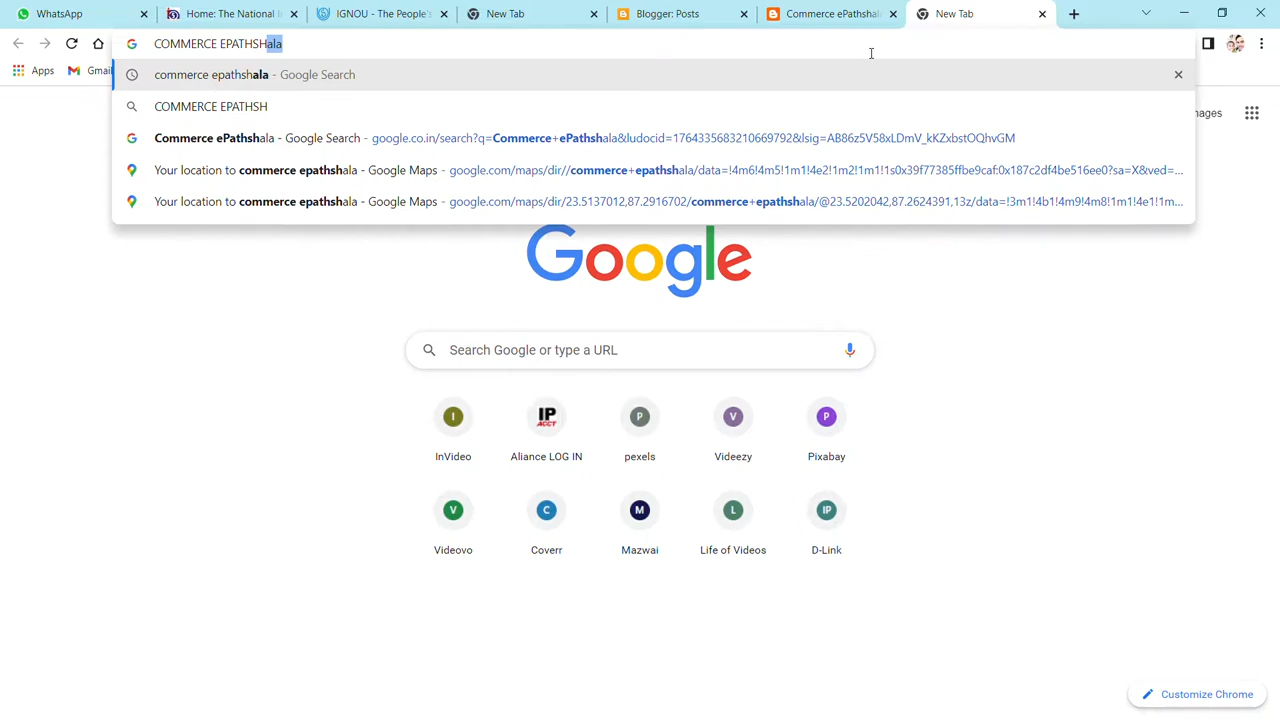 WhatsApp
Home: The National I
IGNOU - The People's
New Tab
Blogger: Posts
Commerce ePathshal
New Tab
COMMERCE EPATHSHala
Apps
Gmail
commerce epathshala - Google Search
COMMERCE EPATHSH
Commerce ePathshala - Google Search - google.co.in/search?q=Commerce+ePathshala&ludocid=1764335683210669792&lsig=AB86z5V58xLDmV_kKZxbstOQhvGM
Your location to commerce epathshala - Google Maps - google.com/maps/dir//commerce+epathshala/data=!4m6!4m5!1m1!4e2!1m2!1m1!1s0x39f77385ffbe9caf:0x187c2df4be516ee0?sa=X&ved=...
Your location to commerce epathshala - Google Maps - google.com/maps/dir/23.5137012,87.2916702/commerce+epathshala/@23.5202042,87.2624391,13z/data=!3m1!4b1!4m9!4m8!1m1!4e1!1m...
Google
Search Google or type a URL
I
IP
ACCT
P
V
P
InVideo
Aliance LOG IN
pexels
Videezy
Pixabay
V
C
M
L
IP
Videovo
Coverr
Mazwai
Life of Videos
D-Link
Customize Chrome